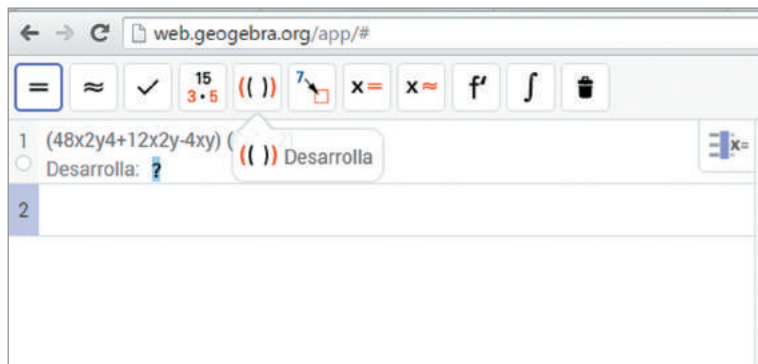 web.geogebra.org/app/#
= ≈ ✓ 15 3·5 (( )) 7 x= x≈ f′ ∫
1 (48x2y4+12x2y-4xy) (
(( )) Desarrolla
x=
Desarrolla: ?
2